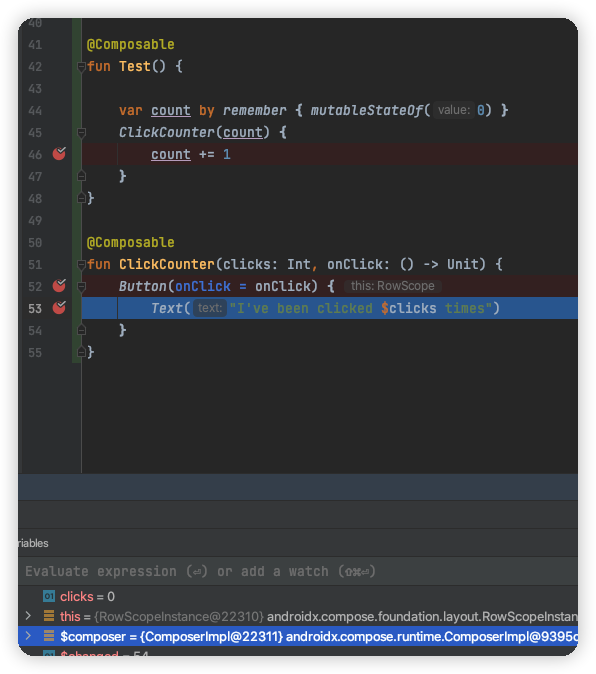 40
41 @Composable
42 fun Test() {
43
44 var count by remember { mutableStateOf( value: 0) }
45 ClickCounter(count) {
46 count += 1
47 }
48 }
49
50 @Composable
51 fun ClickCounter(clicks: Int, onClick: () -> Unit) {
52 Button(onClick = onClick) { this: RowScope
53 Text( text: "I've been clicked $clicks times")
54 }
55 }
riables
Evaluate expression (⏎) or add a watch (⇧⌘⏎)
01 clicks = 0
this = {RowScopeInstance@22310} androidx.compose.foundation.layout.RowScopeInstan
$composer = {ComposerImpl@22311} androidx.compose.runtime.ComposerImpl@9395c
01 $changed = 54